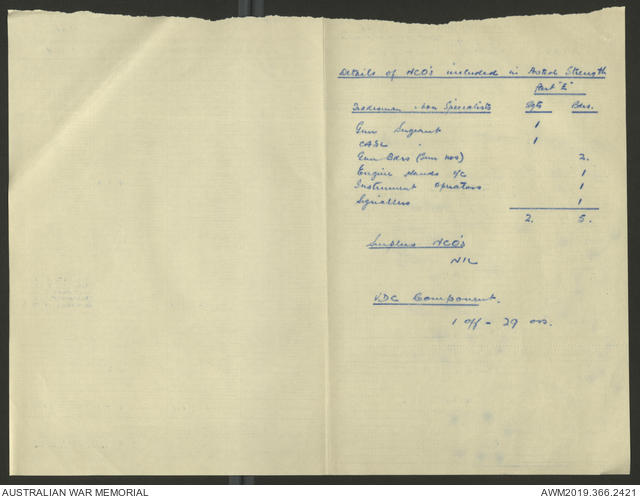 Details of NCO's included in Posted Strength
Part "E"
Tradesmen & Non Specialists Sgts Bdrs.
Gun Sergeant 1
CASL " 1
Gun Bdrs (Gun nos) 2.
Engine Hands i/c 1
Instrument Operators 1
Signallers 1
2. 5.
Surplus NCO's
NIL
VDC Component.
1 off - 29 ors.
AUSTRALIAN WAR MEMORIAL AWM2019.366.2421